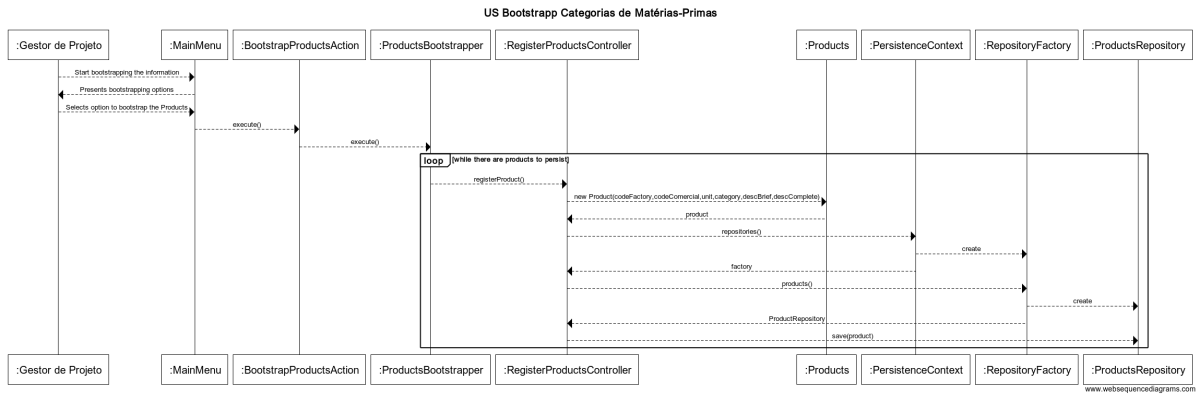 US Bootstrapp Categorias de Matérias-Primas
:Gestor de Projeto
:MainMenu
:BootstrapProductsAction
:ProductsBootstrapper
:RegisterProductsController
:Products
:PersistenceContext
:RepositoryFactory
:ProductsRepository
Start bootstrapping the information
Presents bootstrapping options
Selects option to bootstrap the Products
execute()
execute()
loop
[while there are products to persist]
registerProduct()
new Product(codeFactory,codeComercial,unit,category,descBrief,descComplete)
product
repositories()
create
factory
products()
create
ProductRepository
save(product)
:Gestor de Projeto
:MainMenu
:BootstrapProductsAction
:ProductsBootstrapper
:RegisterProductsController
:Products
:PersistenceContext
:RepositoryFactory
:ProductsRepository
www.websequencediagrams.com